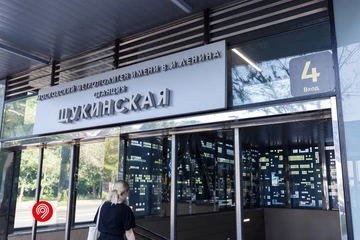 МОСКОВСКИЙ МЕТРОПОЛИТЕН ИМЕНИ В.И.ЛЕНИНА
СТАНЦИЯ
ЩУКИНСКАЯ
4
Вход